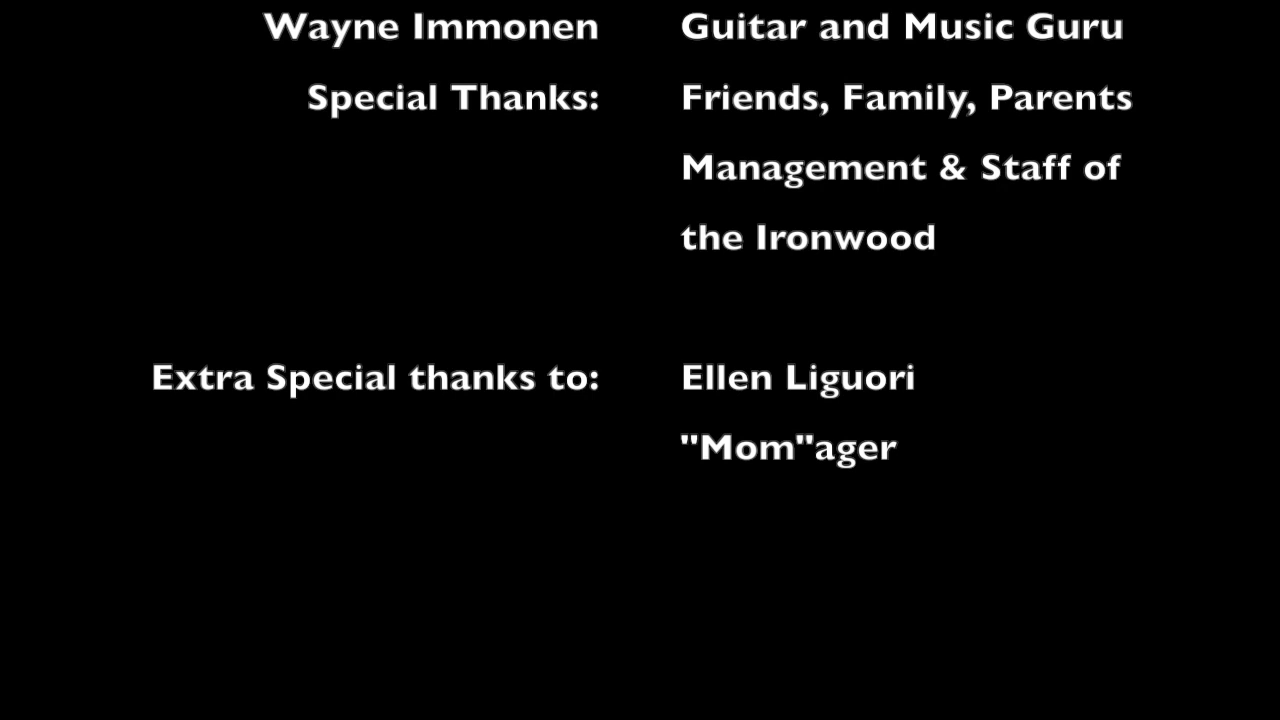 Wayne Immonen Guitar and Music Guru
Special Thanks: Friends, Family, Parents
Management & Staff of
the Ironwood
Extra Special thanks to: Ellen Liguori
"Mom"ager